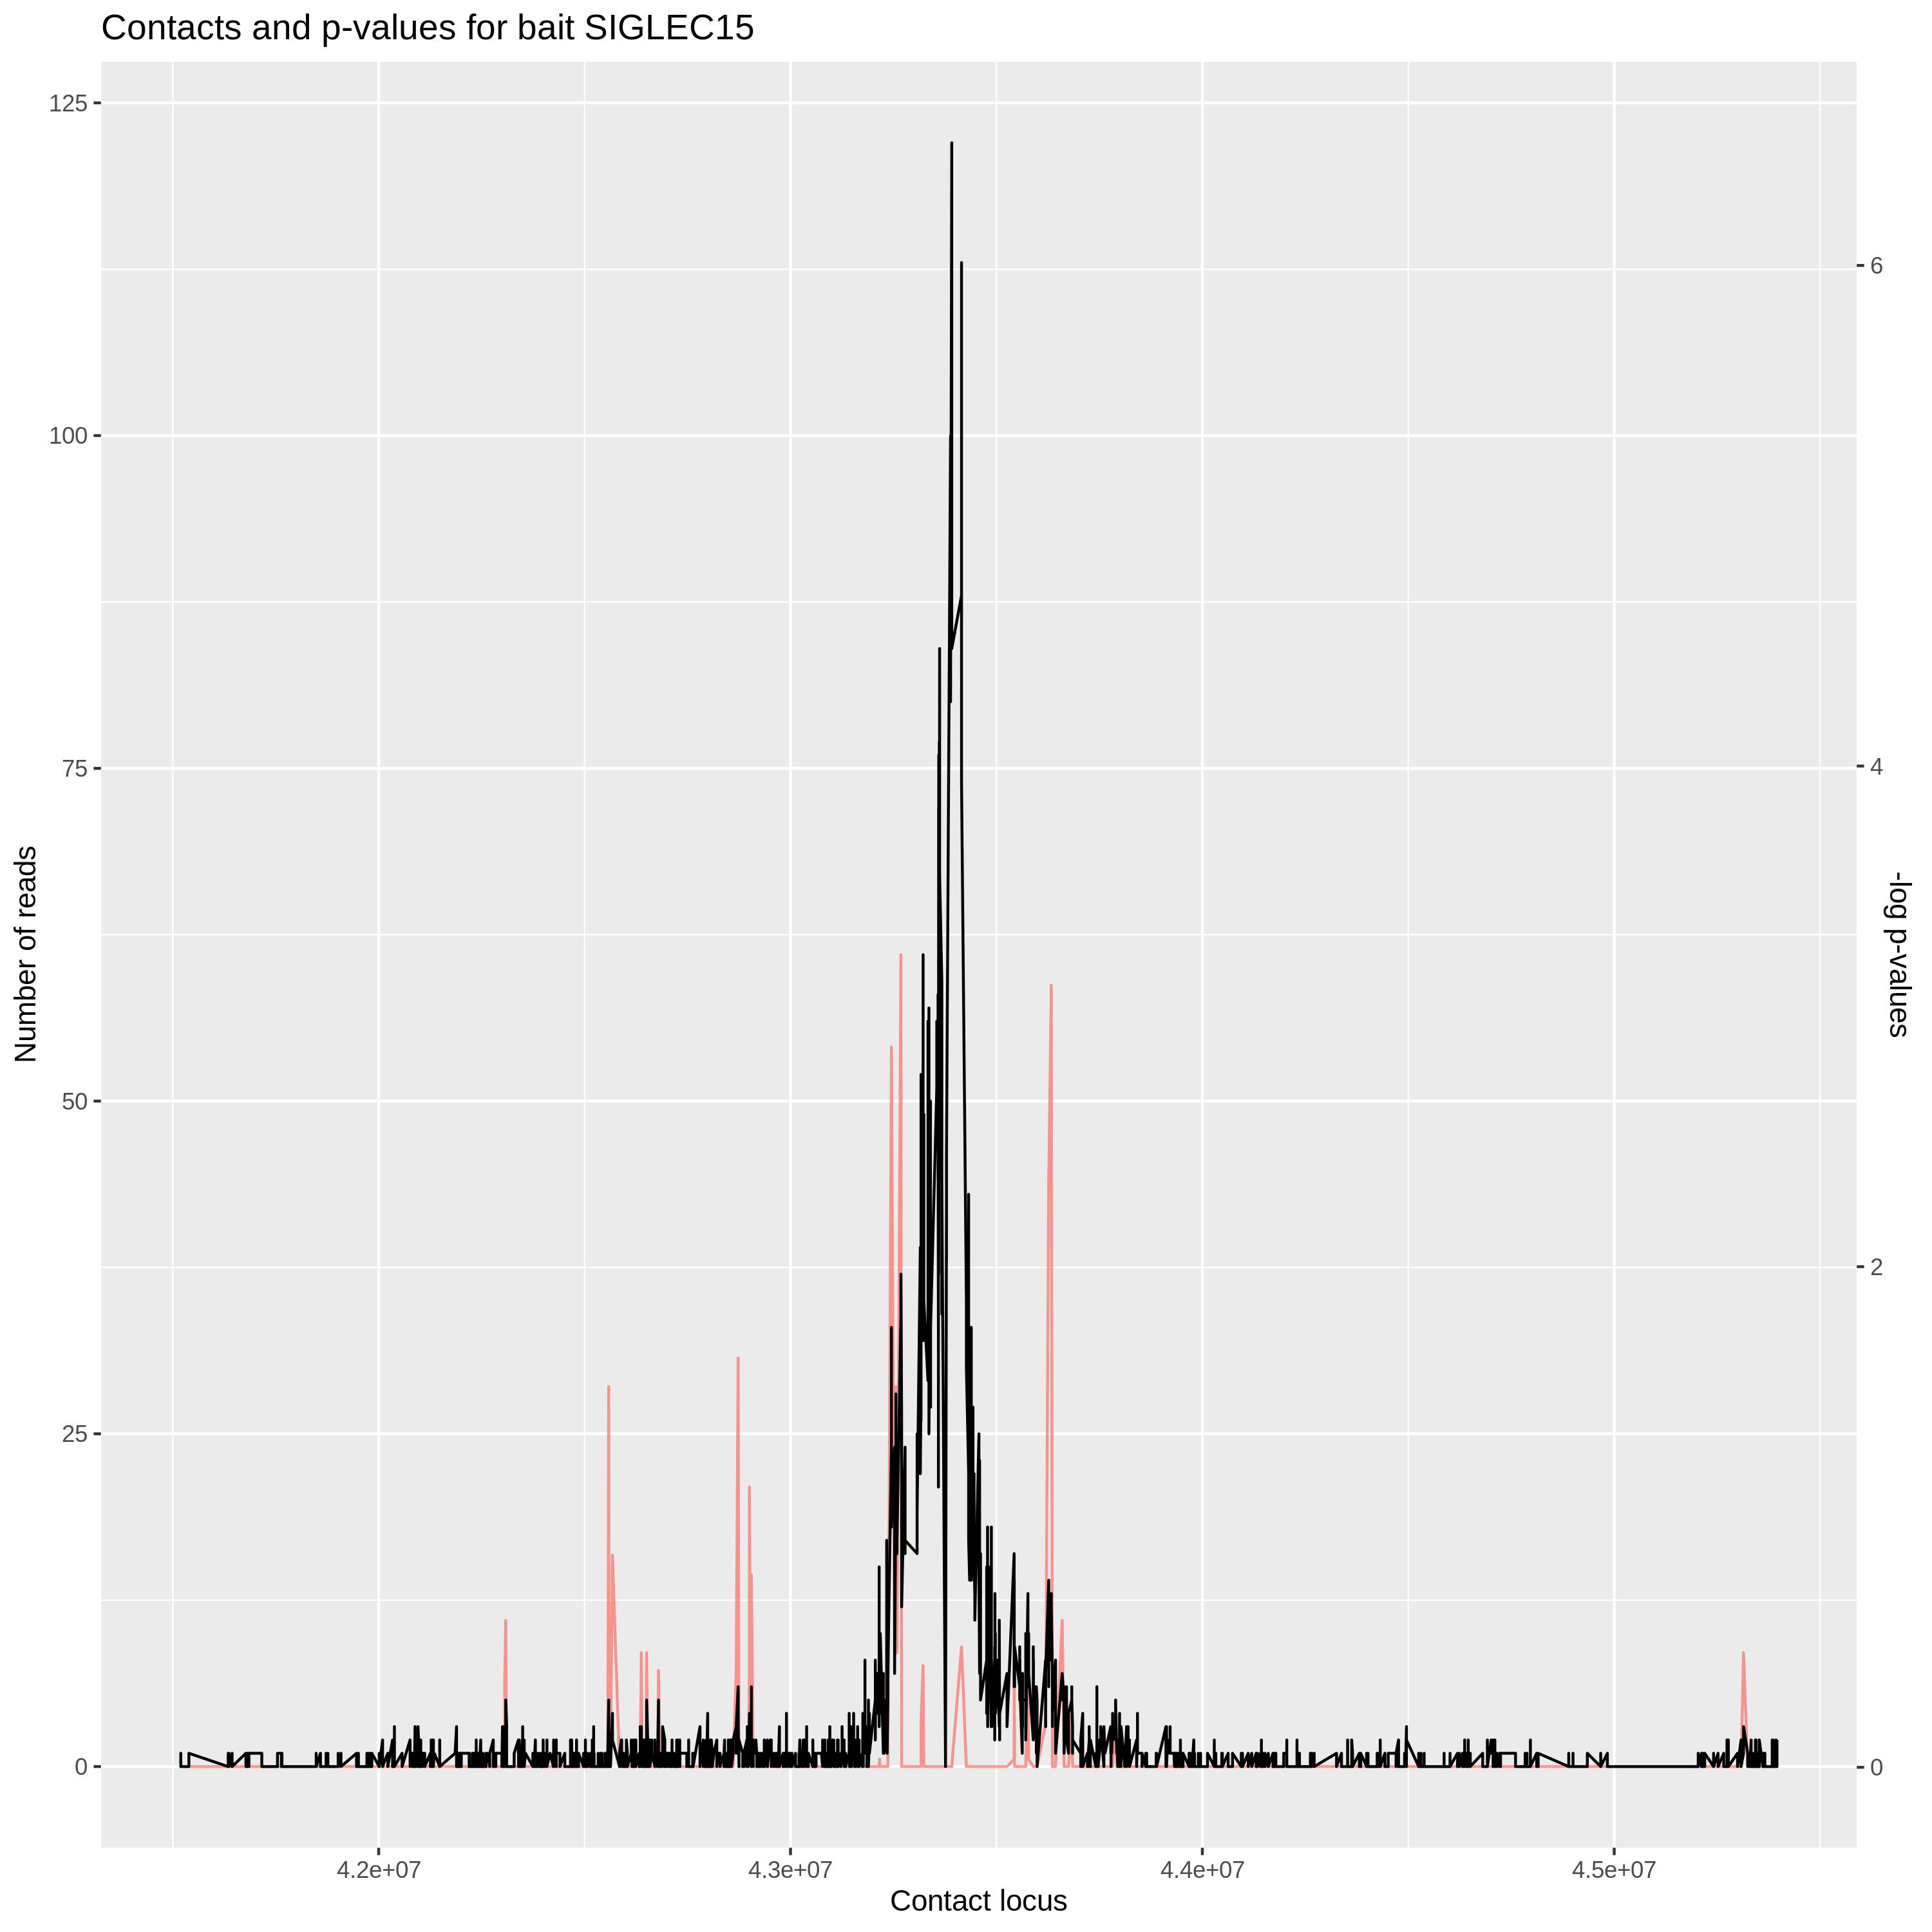 Contacts and p-values for bait SIGLEC15
125
100
75
50
25
0
Number of reads
6
4
2
0
-log p-values
4.2e+07
4.3e+07
4.4e+07
4.5e+07
Contact locus